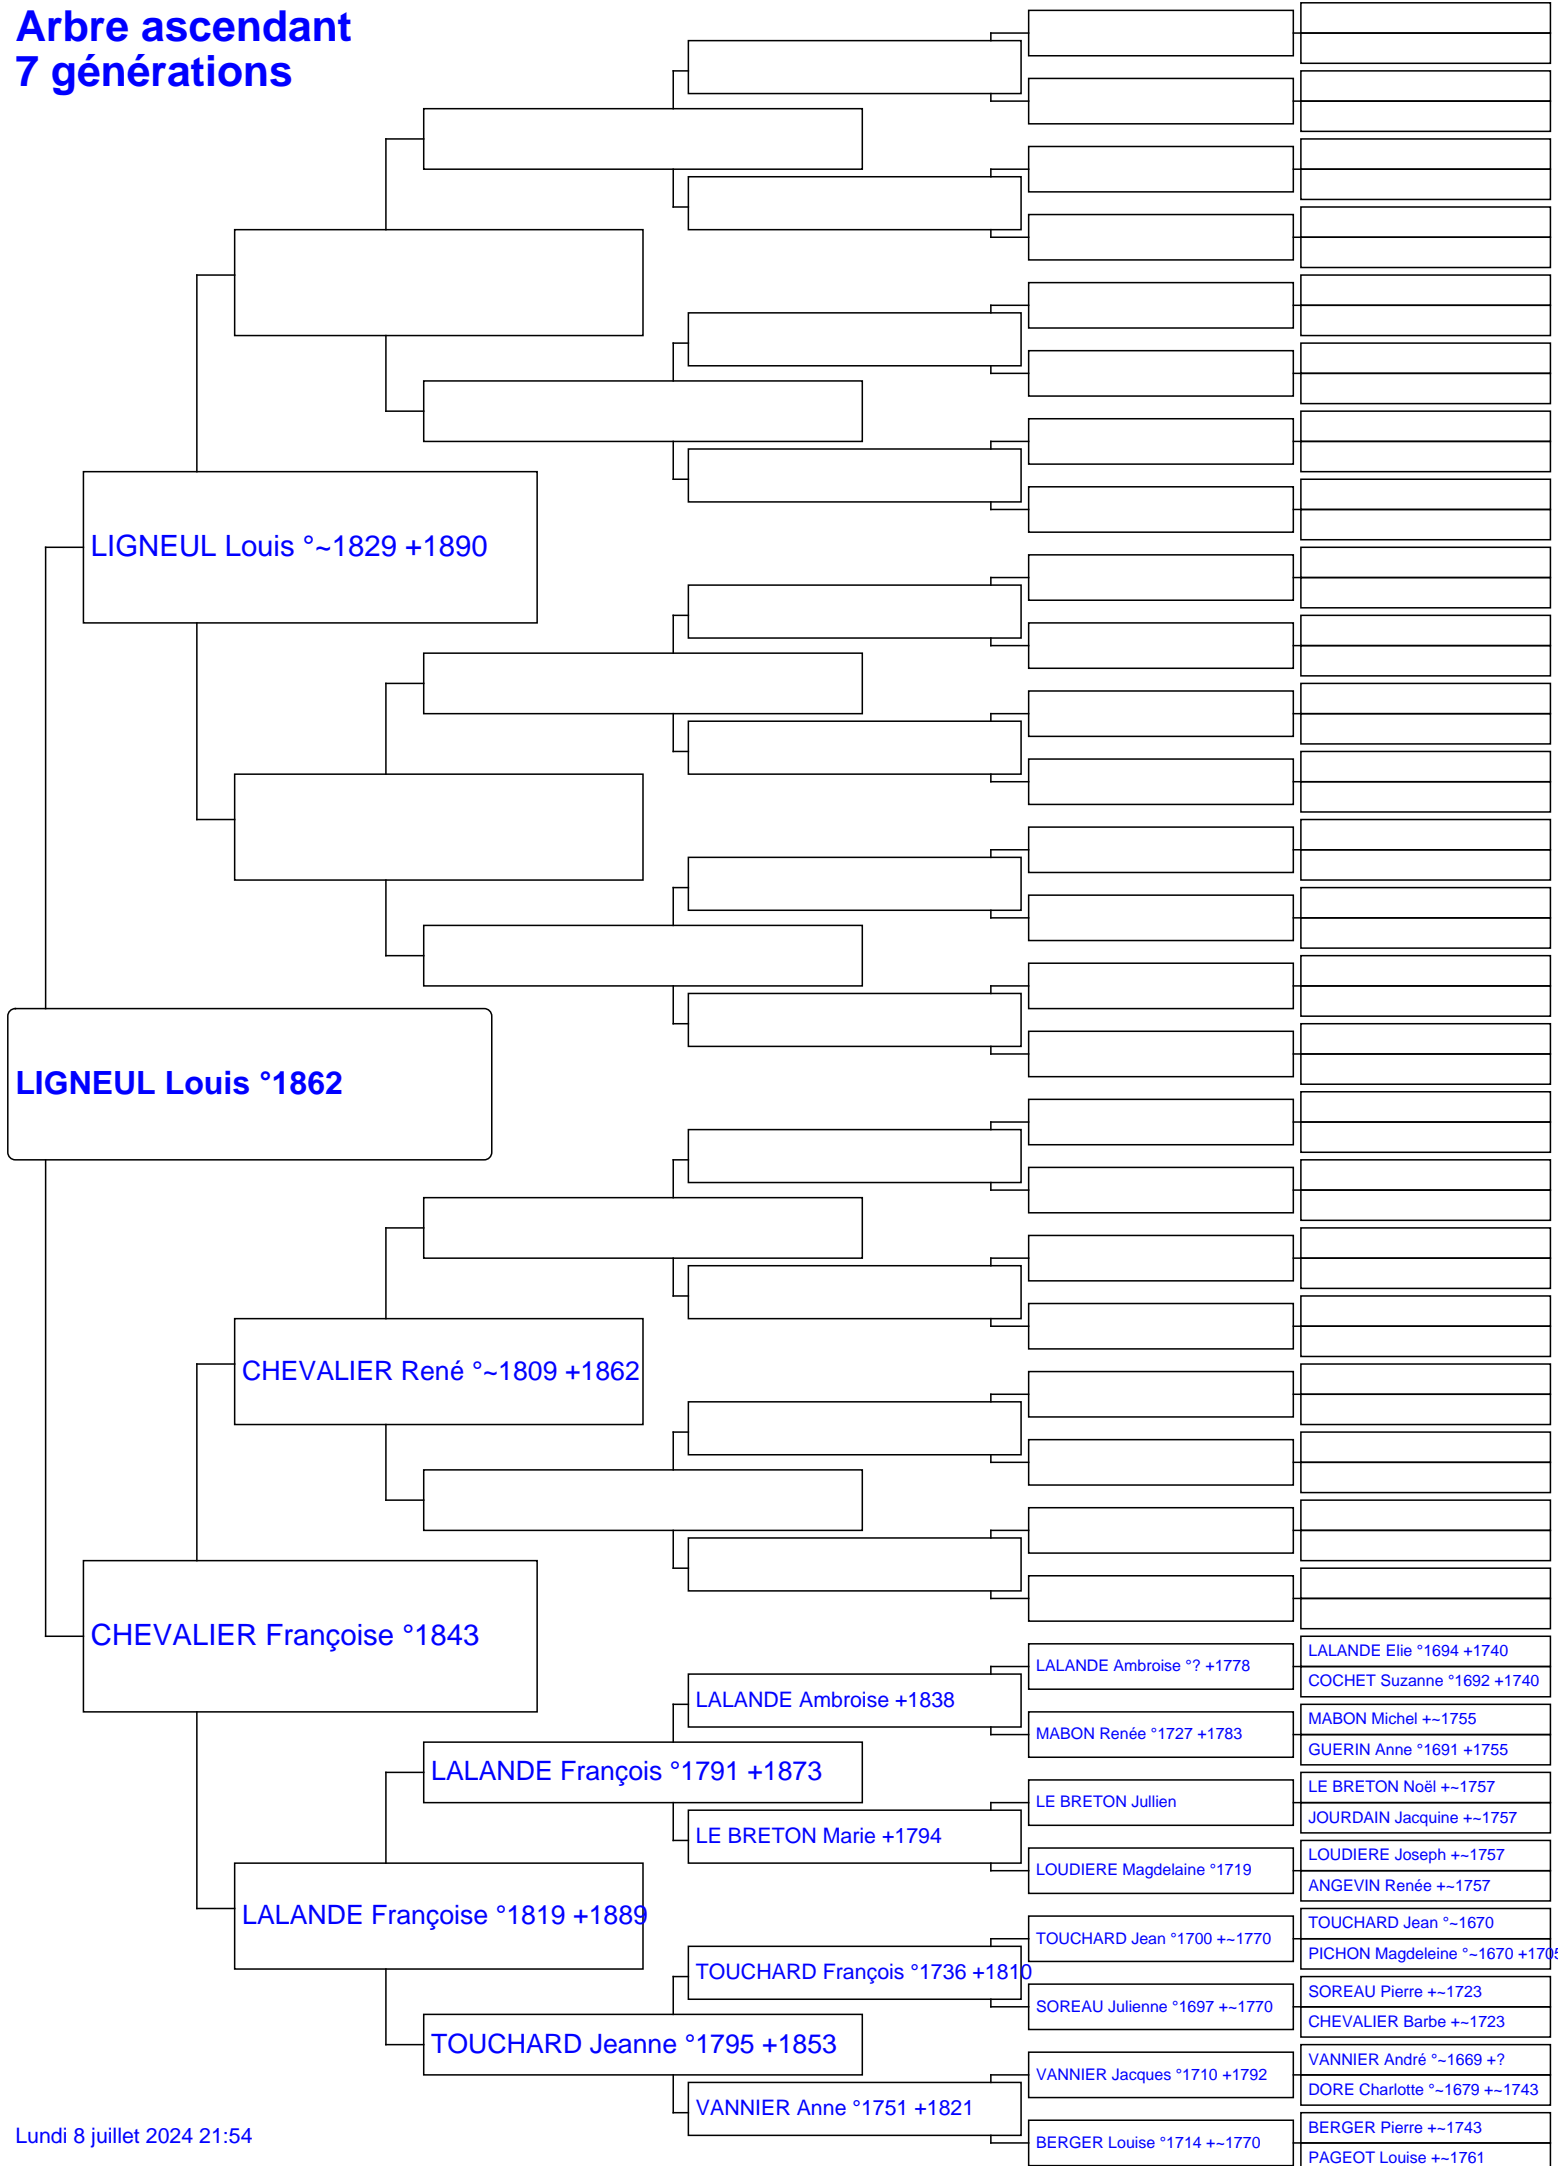 Arbre ascendant
7 générations
LIGNEUL Louis °~1829 +1890
LIGNEUL Louis °1862
CHEVALIER René °~1809 +1862
CHEVALIER Françoise °1843
LALANDE Elie °1694 +1740
LALANDE Ambroise °? +1778
COCHET Suzanne °1692 +1740
LALANDE Ambroise +1838
MABON Michel +~1755
MABON Renée °1727 +1783
GUERIN Anne °1691 +1755
LALANDE François °1791 +1873
LE BRETON Noël +~1757
LE BRETON Jullien
JOURDAIN Jacquine +~1757
LE BRETON Marie +1794
LOUDIERE Joseph +~1757
LOUDIERE Magdelaine °1719
ANGEVIN Renée +~1757
LALANDE Françoise °1819 +1889
TOUCHARD Jean °~1670
TOUCHARD Jean °1700 +~1770
PICHON Magdeleine °~1670 +1705
TOUCHARD François °1736 +1810
SOREAU Pierre +~1723
SOREAU Julienne °1697 +~1770
CHEVALIER Barbe +~1723
TOUCHARD Jeanne °1795 +1853
VANNIER André °~1669 +?
VANNIER Jacques °1710 +1792
DORE Charlotte °~1679 +~1743
VANNIER Anne °1751 +1821
BERGER Pierre +~1743
BERGER Louise °1714 +~1770
PAGEOT Louise +~1761
Lundi 8 juillet 2024 21:54